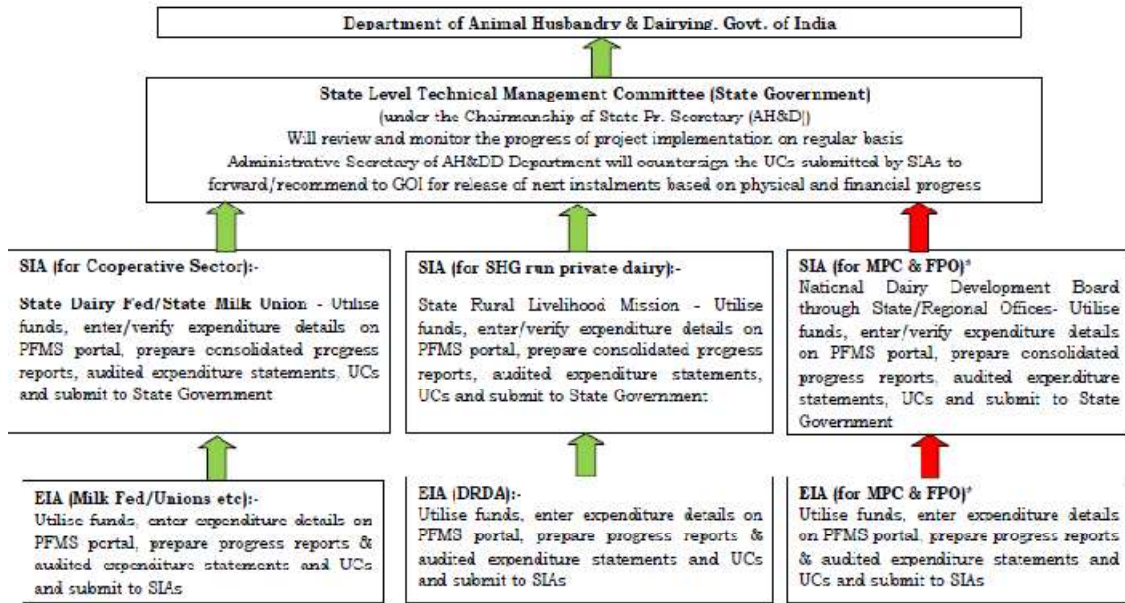 Department of Animal Husbandry & Dairying, Govt. of India
State Level Technical Management Committee (State Government)
(under the Chairmanship of State Pr. Secretary (AH&D|)
Will review and monitor the progress of project implementation on regular basis
Administrative Secretary of AH&DD Department will countersign the UCs submitted by SIAs to
forward/recommend to GOI for release of next instalments based on physical and financial progress
SIA (for Cooperative Sector):-
State Dairy Fed/State Milk Union - Utilise
funds, enter/verify expenditure details on
PFMS portal, prepare consolidated progress
reports, audited expenditure statements, UCs
and submit to State Government
SIA (for SHG run private dairy):-
State Rural Livelihood Mission - Utilise
funds, enter/verify expenditure details on
PFMS portal, prepare consolidated progress
reports, audited expenditure statements,
UCs and submit to State Government
SIA (for MPC & FPO)*
National Dairy Development Board
through State/Regional Offices- Utilise
funds, enter/verify expenditure details
on PFMS portal, prepare consolidated
progress reports, audited expenditure
statements, UCs and submit to State
Government
EIA (Milk Fed/Unions etc):-
Utilise funds, enter expenditure details on
PFMS portal, prepare progress reports &
audited expenditure statements and UCs
and submit to SIAs
EIA (DRDA):-
Utilise funds, enter expenditure details on
PFMS portal, prepare progress reports &
audited expenditure statements and UCs
and submit to SIAs
EIA (for MPC & FPO)*
Utilise funds, enter expenditure details
on PFMS portal, prepare progress reports
& audited expenditure statements and
UCs and submit to SIAs